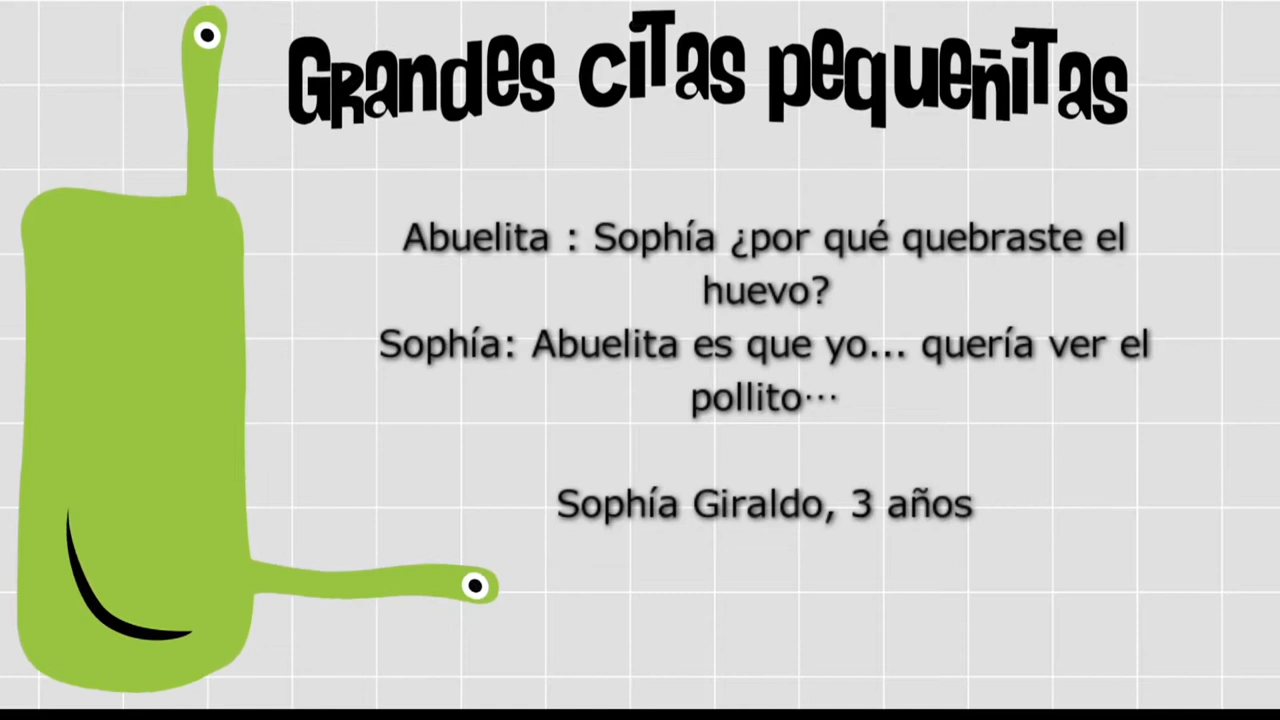 Grandes citas pequeñitas
Abuelita : Sophía ¿por qué quebraste el
huevo?
Sophía: Abuelita es que yo... quería ver el
pollito···
Sophía Giraldo, 3 años